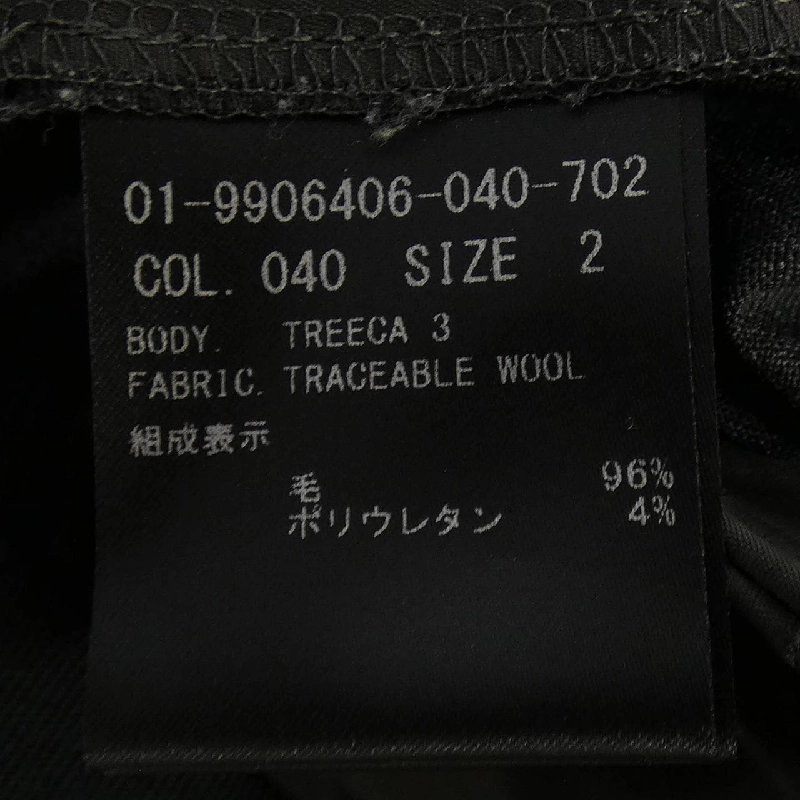 01-9906406-040-702
COL. 040 SIZE 2
BODY. TREECA 3
FABRIC. TRACEABLE WOOL
組成表示
毛 96%
ポリウレタン 4%